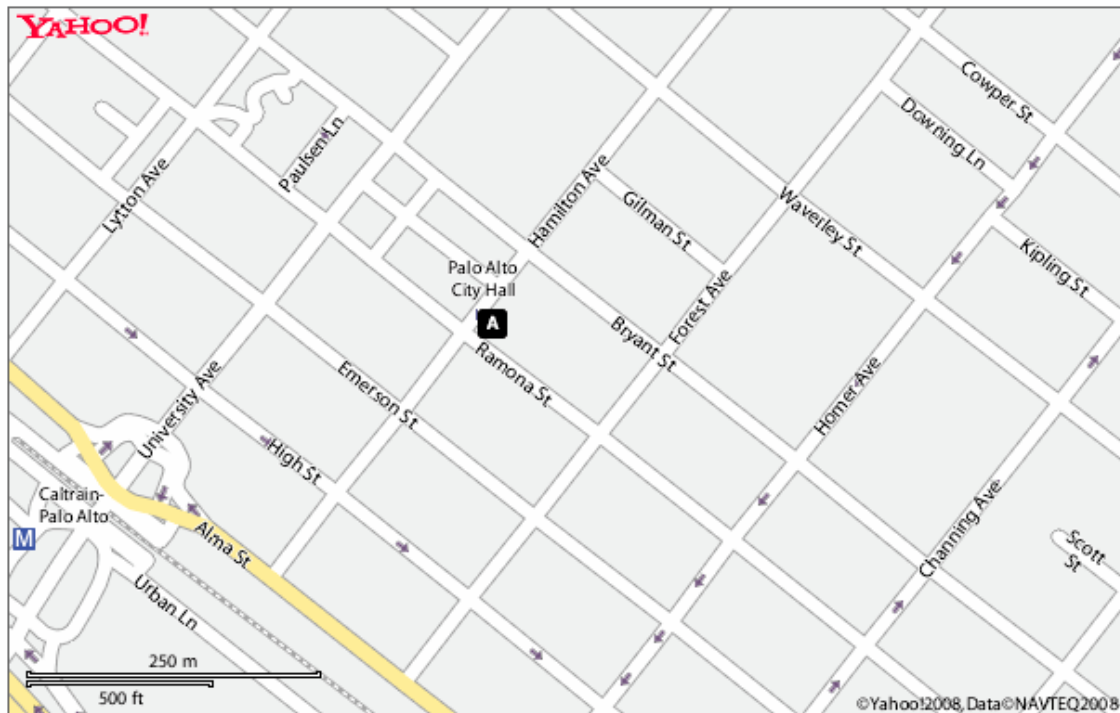 YAHOO!
Cowper St
Downing Ln
Paulsen Ln
Lytton Ave
Hamilton Ave
Gilman St
Waverley St
Kipling St
Palo Alto
City Hall
A
Forest Ave
Bryant St
Ramona St
Emerson St
University Ave
Homer Ave
High St
Caltrain-
Palo Alto
M
Alma St
Channing Ave
Scott
St
Urban Ln
250 m
500 ft
©Yahoo!2008, Data©NAVTEQ2008